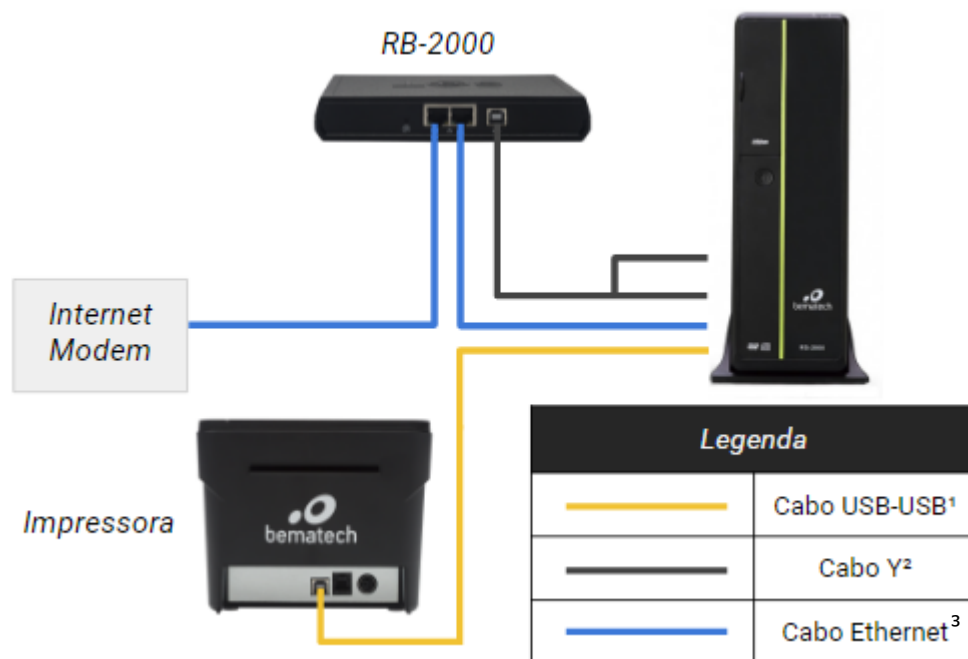 RB-2000
Internet
Modem
bematech
RB-2000
Impressora
bematech
Legenda
Cabo USB-USB¹
Cabo Y²
Cabo Ethernet³